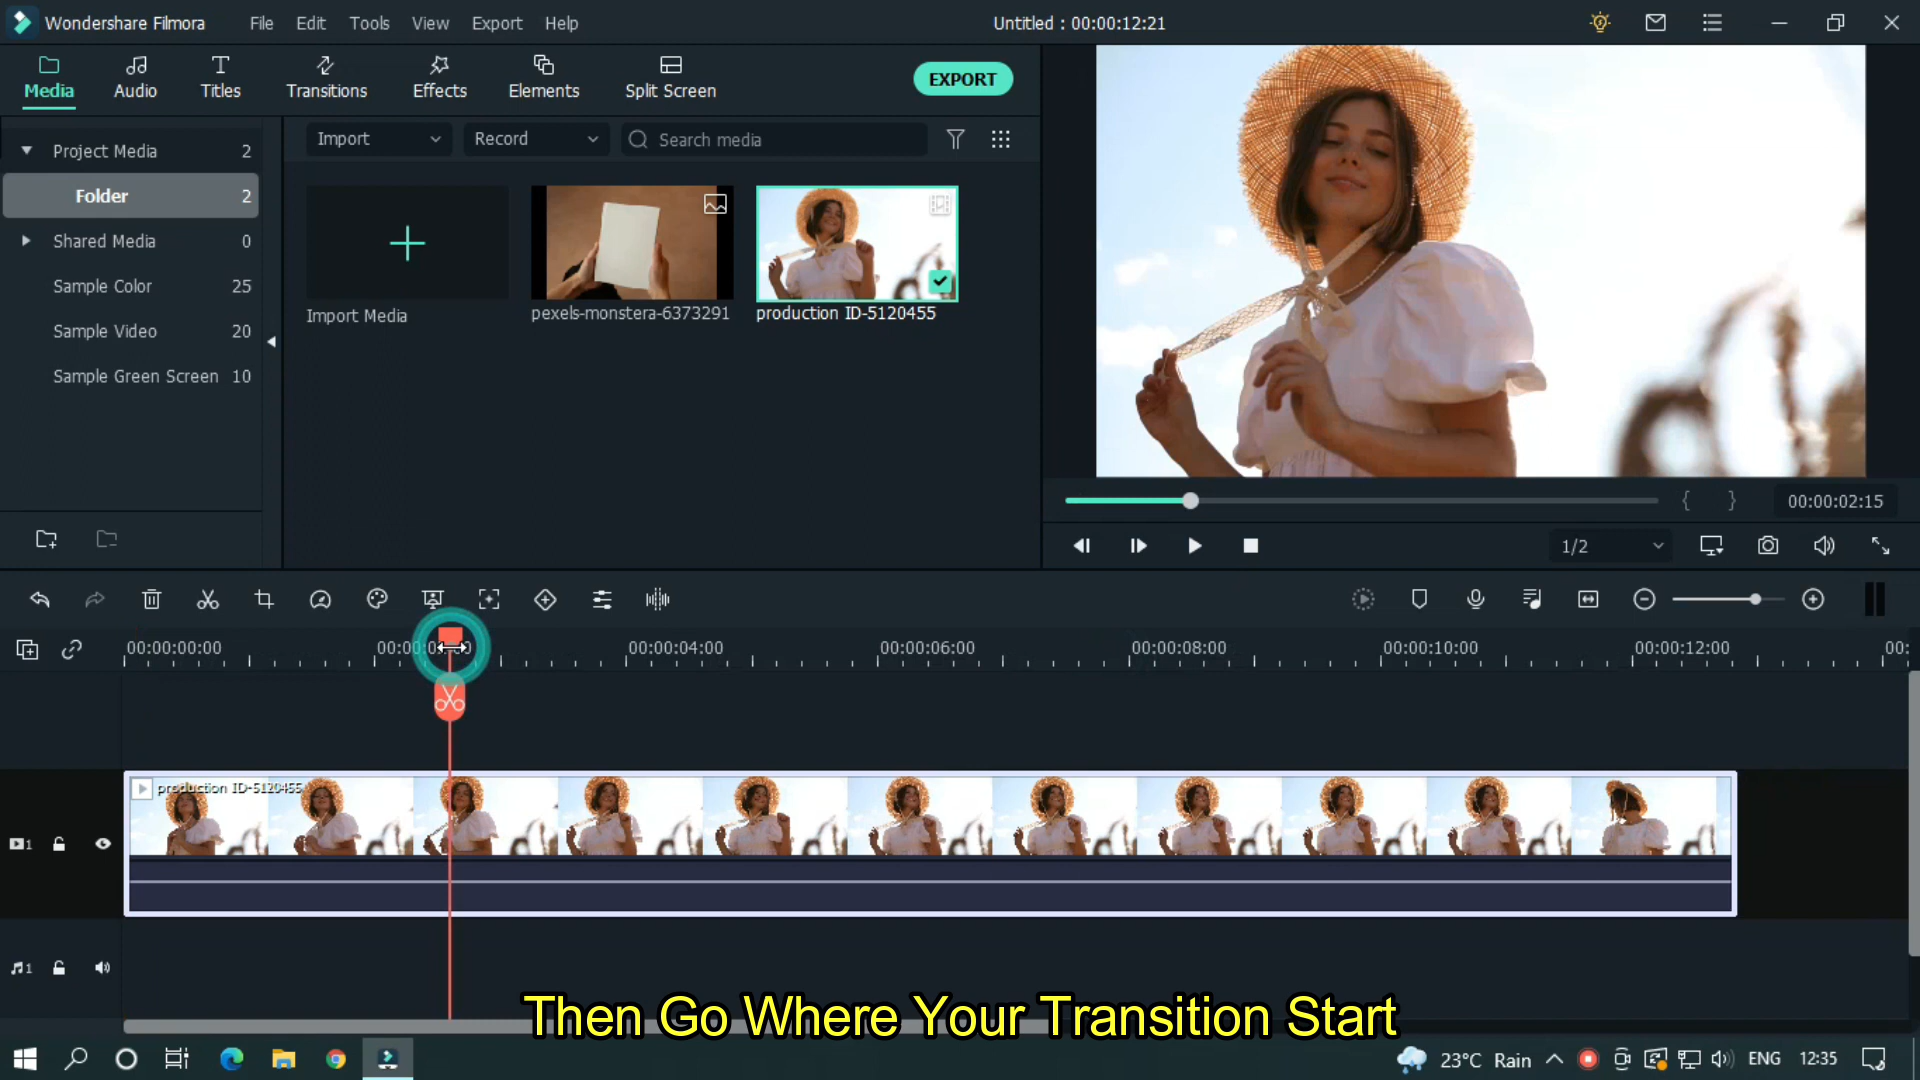 Wondershare Filmora
File Edit Tools View Export Help
Untitled : 00:00:12:21
Media Audio Titles Transitions Effects Elements Split Screen
EXPORT
Import Record Search media
Project Media 2
Folder 2
Shared Media 0
Sample Color 25
Sample Video 20
Sample Green Screen 10
Import Media
pexels-monstera-6373291
production ID-5120455
00:00:02:15
1/2
00:00:00:00 00:00:04:00 00:00:06:00 00:00:08:00 00:00:10:00 00:00:12:00 00:
production ID-5120455
1
1
Then Go Where Your Transition Start
23°C Rain ENG 12:35